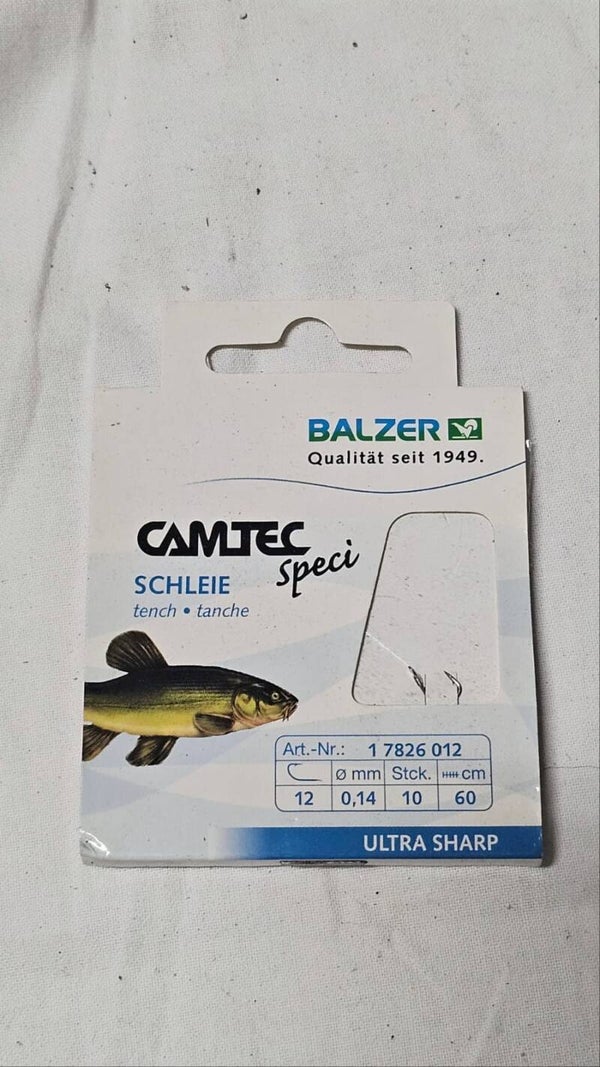 BALZER
Qualität seit 1949.
CAMTEC
speci
SCHLEIE
tench • tanche
Art.-Nr.: 1 7826 012
ø mm Stck. cm
12 0,14 10 60
ULTRA SHARP